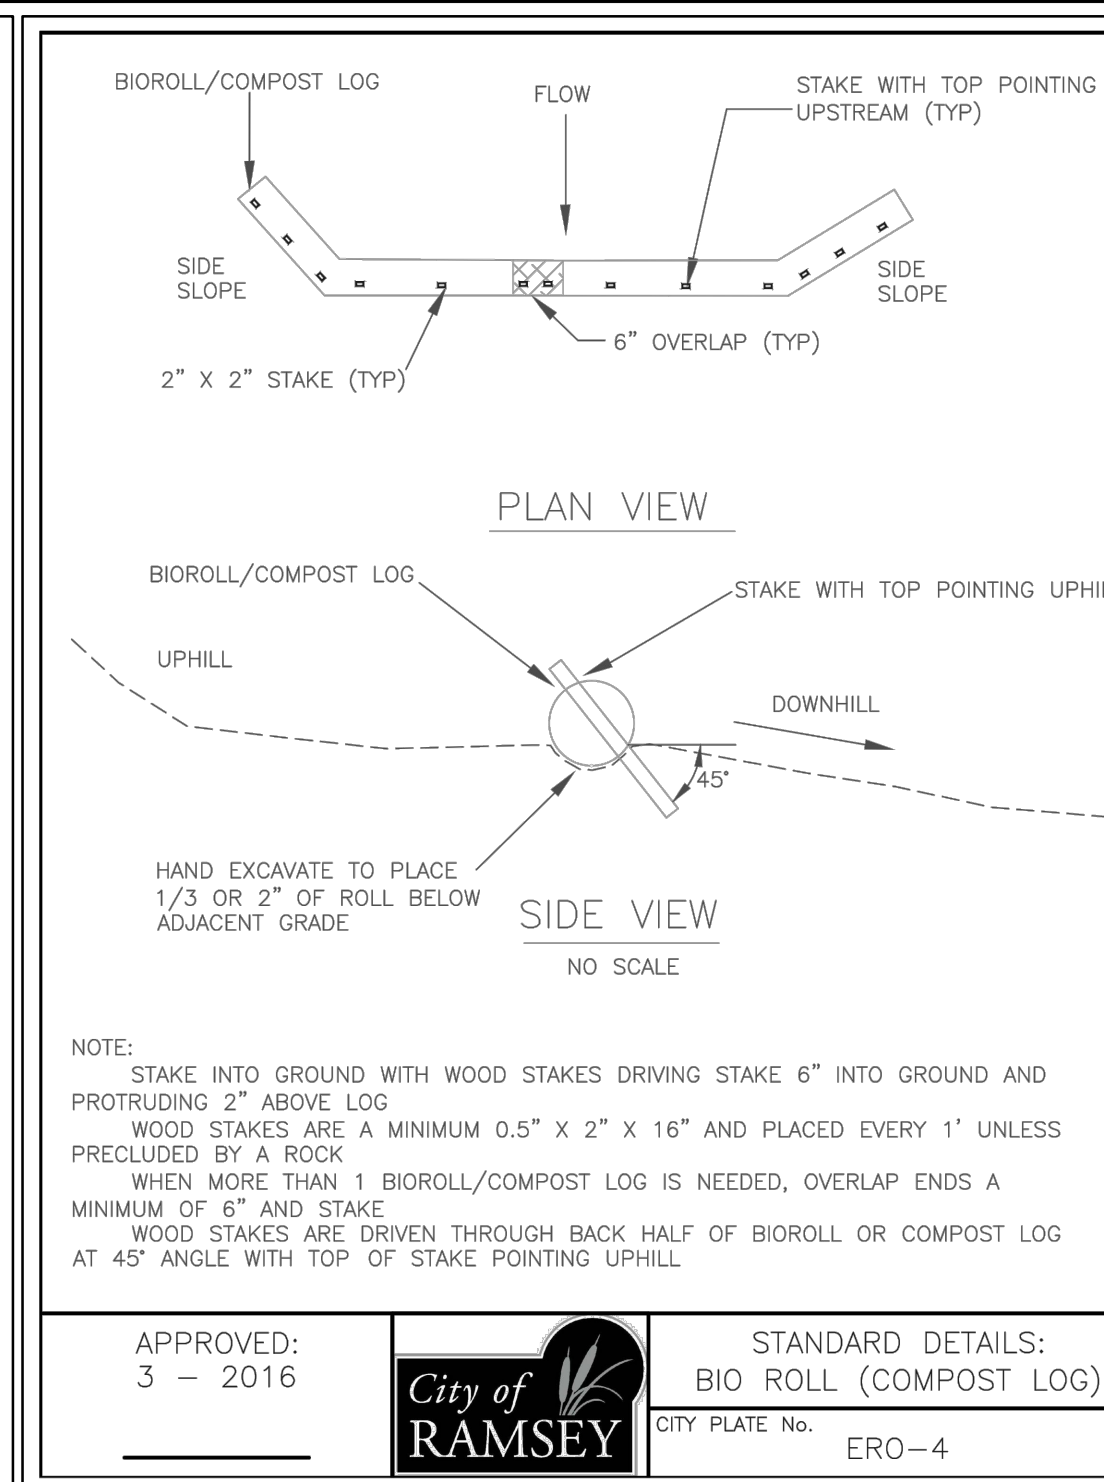 BIOROLL/COMPOST LOG
FLOW
STAKE WITH TOP POINTING
UPSTREAM (TYP)
SIDE
SLOPE
SIDE
SLOPE
6" OVERLAP (TYP)
2" X 2" STAKE (TYP)
PLAN VIEW
BIOROLL/COMPOST LOG
STAKE WITH TOP POINTING
UPHILL
DOWNHILL
45°
HAND EXCAVATE TO PLACE
1/3 OR 2" OF ROLL BELOW
ADJACENT GRADE
SIDE VIEW
NO SCALE
NOTE:
STAKE INTO GROUND WITH WOOD STAKES DRIVING STAKE 6" INTO GROUND AND
PROTRUDING 2" ABOVE LOG
WOOD STAKES ARE A MINIMUM 0.5" X 2" X 16" AND PLACED EVERY 1' UNLESS
PRECLUDED BY A ROCK
WHEN MORE THAN 1 BIOROLL/COMPOST LOG IS NEEDED, OVERLAP ENDS A
MINIMUM OF 6" AND STAKE
WOOD STAKES ARE DRIVEN THROUGH BACK HALF OF BIOROLL OR COMPOST LOG
AT 45° ANGLE WITH TOP OF STAKE POINTING UPHILL
APPROVED:
3 - 2016
City of
RAMSEY
STANDARD DETAILS:
BIO ROLL (COMPOST LOG)
CITY PLATE No.
ERO-4